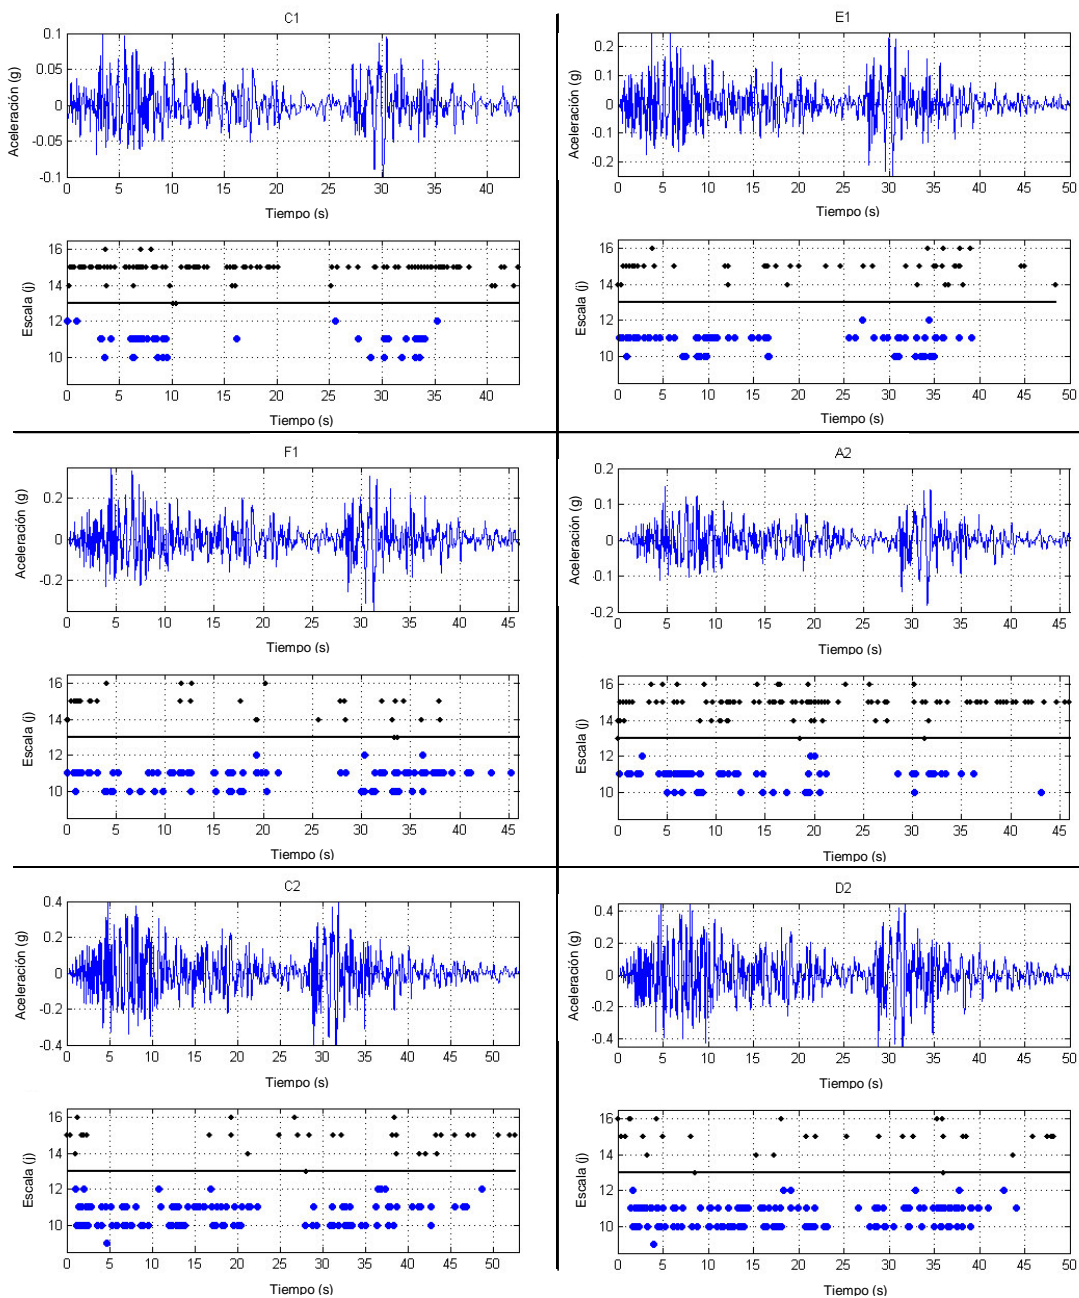 C1
Aceleración (g)
0.1
0.05
0
-0.05
-0.1
0 5 10 15 20 25 30 35 40
Tiempo (s)
Escala (j)
16
14
12
10
0 5 10 15 20 25 30 35 40
Tiempo (s)
E1
Aceleración (g)
0.2
0.1
0
-0.1
-0.2
0 5 10 15 20 25 30 35 40 45 50
Tiempo (s)
Escala (j)
16
14
12
10
0 5 10 15 20 25 30 35 40 45 50
Tiempo (s)
F1
Aceleración (g)
0.2
0
-0.2
0 5 10 15 20 25 30 35 40 45
Tiempo (s)
Escala (j)
16
14
12
10
0 5 10 15 20 25 30 35 40 45
Tiempo (s)
A2
Aceleración (g)
0.2
0.1
0
-0.1
-0.2
0 5 10 15 20 25 30 35 40 45
Tiempo (s)
Escala (j)
16
14
12
10
0 5 10 15 20 25 30 35 40 45
Tiempo (s)
C2
Aceleración (g)
0.4
0.2
0
-0.2
-0.4
0 5 10 15 20 25 30 35 40 45 50
Tiempo (s)
Escala (j)
16
14
12
10
0 5 10 15 20 25 30 35 40 45 50
Tiempo (s)
D2
Aceleración (g)
0.4
0.2
0
-0.2
-0.4
0 5 10 15 20 25 30 35 40 45 50
Tiempo (s)
Escala (j)
16
14
12
10
0 5 10 15 20 25 30 35 40 45 50
Tiempo (s)